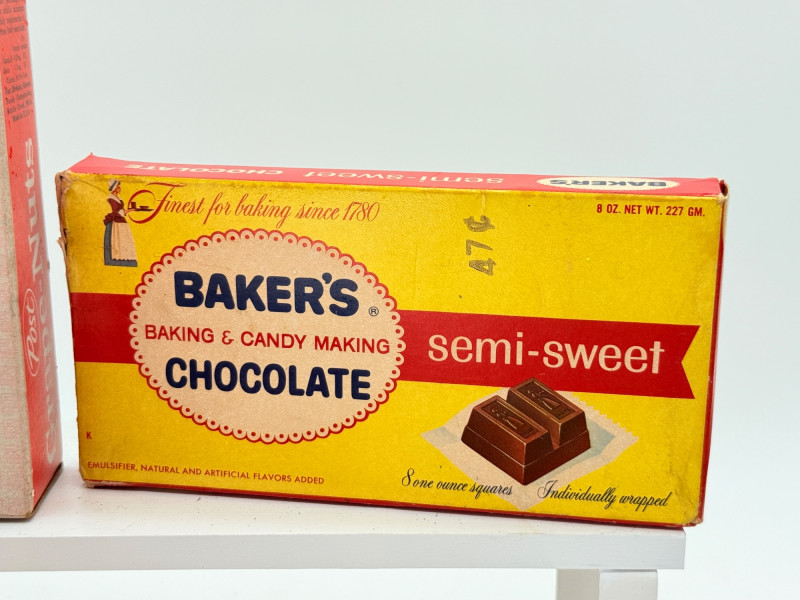 Post
Grape-Nuts
BAKER'S
semi-sweet
CHOCOLATE
Finest for baking since 1780
8 OZ. NET WT. 227 GM.
47¢
BAKER'S®
BAKING & CANDY MAKING
CHOCOLATE
semi-sweet
K
EMULSIFIER, NATURAL AND ARTIFICIAL FLAVORS ADDED
8 one ounce squares
Individually wrapped